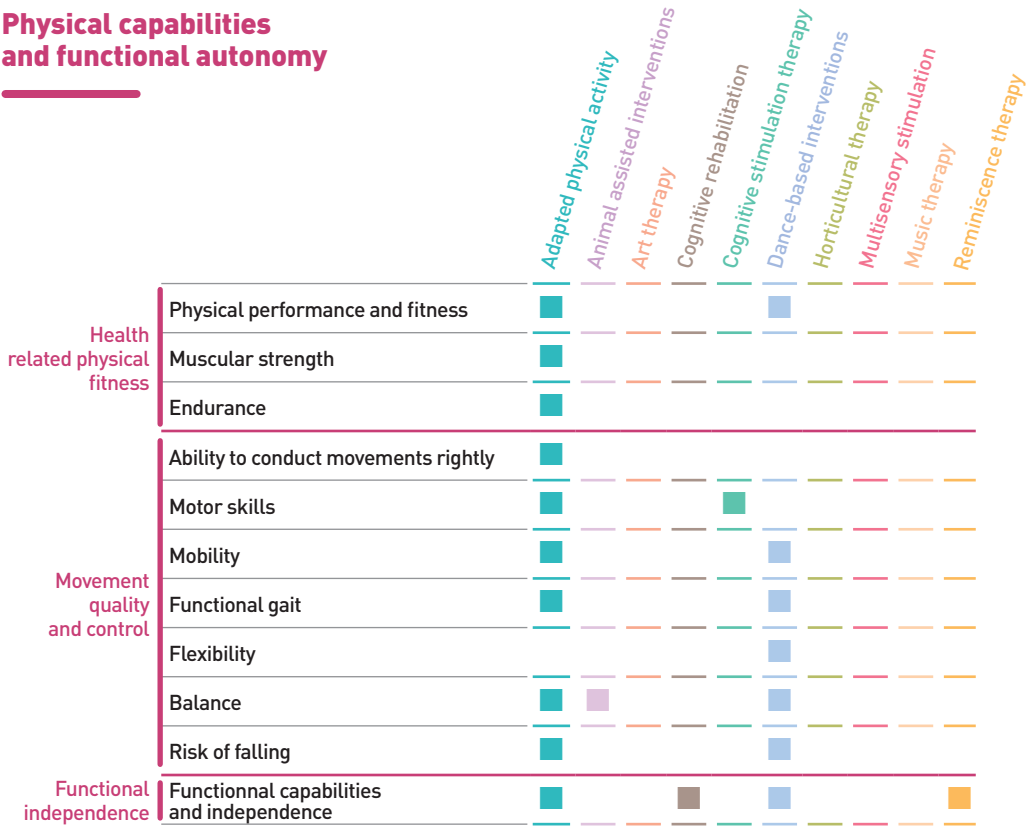 Physical capabilities
and functional autonomy
Adapted physical activity
Animal assisted interventions
Art therapy
Cognitive rehabilitation
Cognitive stimulation therapy
Dance-based interventions
Horticultural therapy
Multisensory stimulation
Music therapy
Reminiscence therapy
Health
related physical
fitness
Physical performance and fitness
Muscular strength
Endurance
Movement
quality
and control
Ability to conduct movements rightly
Motor skills
Mobility
Functional gait
Flexibility
Balance
Risk of falling
Functional
independence
Functionnal capabilities
and independence